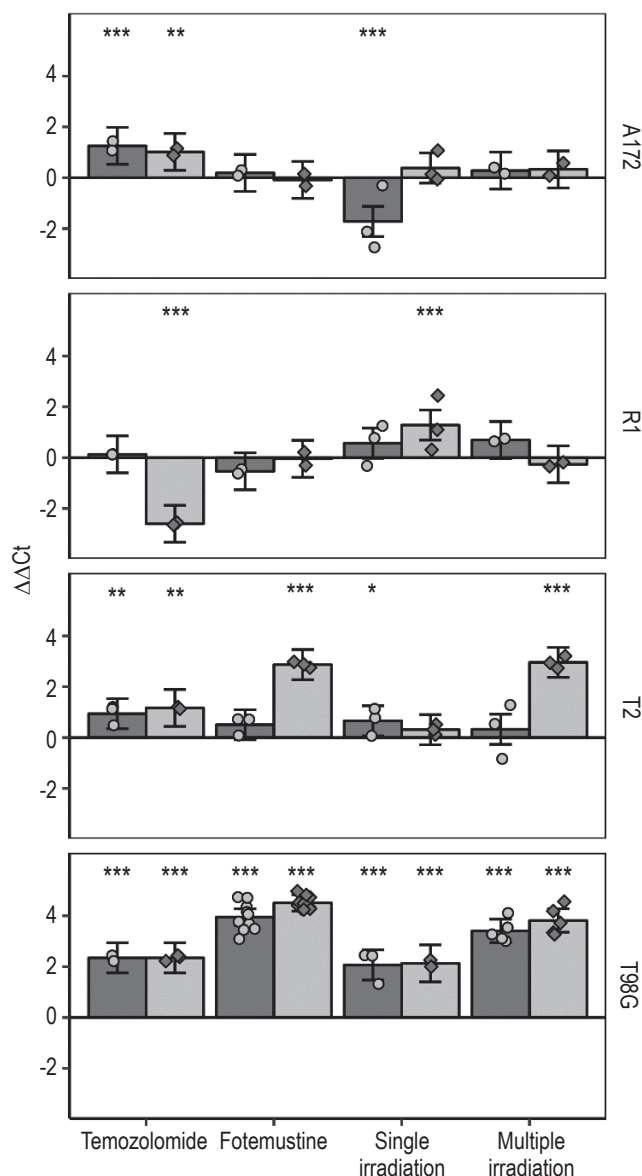 *** ** ***
4
2
0
-2
A172
*** ***
4
2
0
-2
R1
ΔΔCt
** ** *** * ***
4
2
0
-2
T2
*** *** *** *** *** *** *** ***
4
2
0
-2
T98G
Temozolomide Fotemustine Single irradiation Multiple irradiation